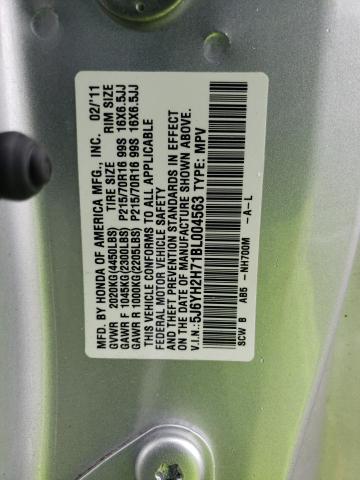 MFD. BY HONDA OF AMERICA MFG., INC. 02/'11
GVWR 2020KG(4450LBS) TIRE SIZE RIM SIZE
GAWR F 1045KG(2300LBS) P215/70R16 99S 16X6.5JJ
GAWR R 1000KG(2205LBS) P215/70R16 99S 16X6.5JJ
THIS VEHICLE CONFORMS TO ALL APPLICABLE
FEDERAL MOTOR VEHICLE SAFETY
AND THEFT PREVENTION STANDARDS IN EFFECT
ON THE DATE OF MANUFACTURE SHOWN ABOVE.
V.I.N.: 5J6YH2H71BL004563 TYPE: MPV
SCW B AB5 -NH700M -A-L